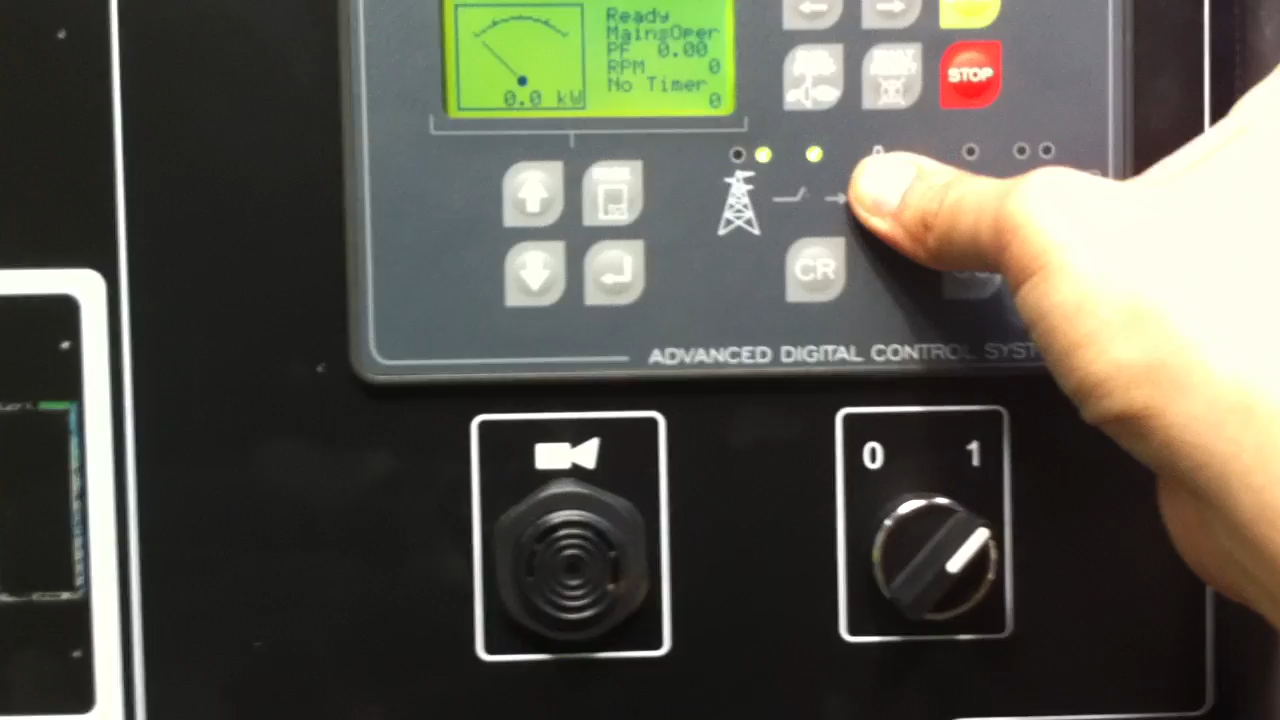 Ready
MainsOper
PF 0.00
RPM 0
No Timer
0.0 kW 0
STOP
CR
ADVANCED DIGITAL CONTROL SYST
0 1